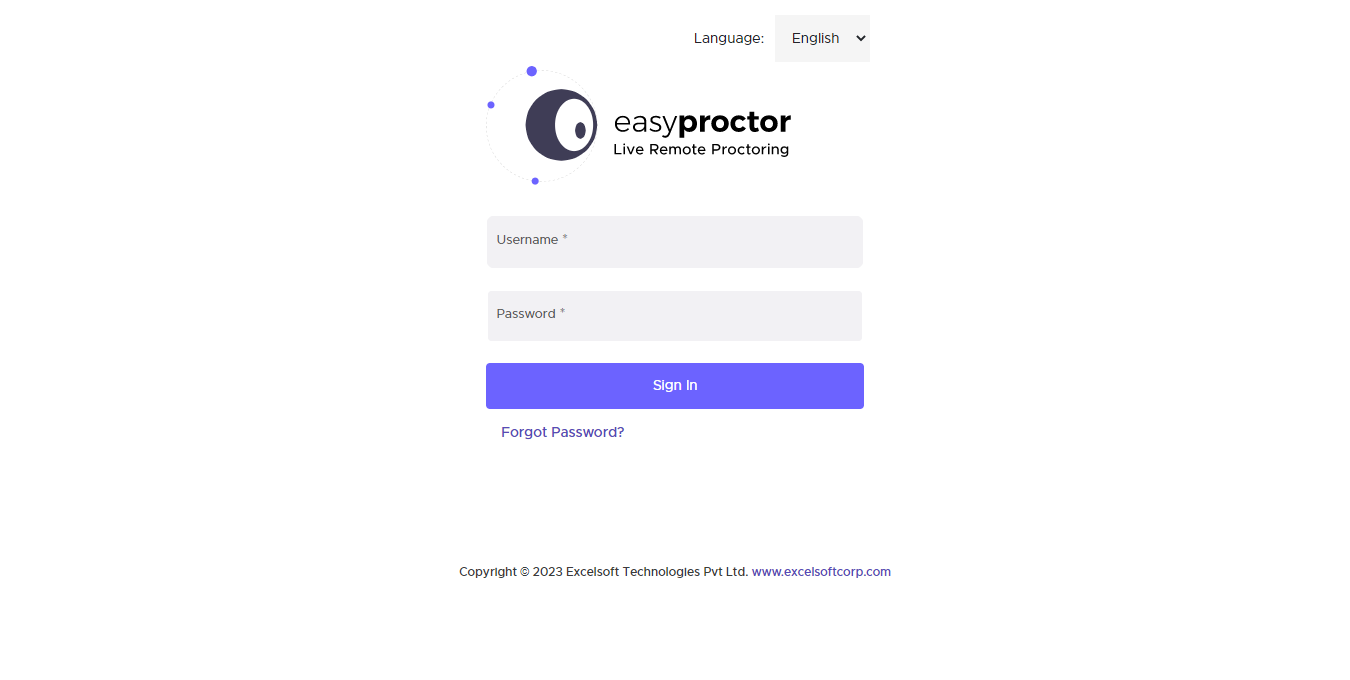 Language: English
easyproctor
Live Remote Proctoring
Username *
Password *
Sign In
Forgot Password?
Copyright © 2023 Excelsoft Technologies Pvt Ltd. www.excelsoftcorp.com